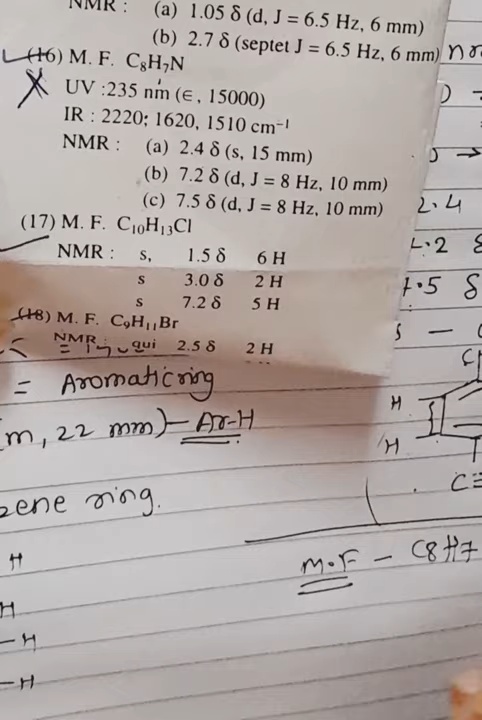 NMR : (a) 1.05 δ (d, J = 6.5 Hz, 6 mm)
(b) 2.7 δ (septet J = 6.5 Hz, 6 mm)
(16) M. F. C₈H₇N
UV :235 nm (ϵ, 15000)
IR : 2220; 1620, 1510 cm⁻¹
NMR : (a) 2.4 δ (s, 15 mm)
(b) 7.2 δ (d, J = 8 Hz, 10 mm)
(c) 7.5 δ (d, J = 8 Hz, 10 mm)
(17) M. F. C₁₀H₁₃Cl
NMR : s, 1.5 δ 6 H
s 3.0 δ 2 H
s 7.2 δ 5 H
(18) M. F. C₉H₁₁Br
NMR qui 2.5 δ 2 H
= Aromatic ring
m, 22 mm) – Ar-H
zene ring.
H
H
–H
–H
2.4
7.5 δ
S – 
H
H
C≡
M.F – C8H7